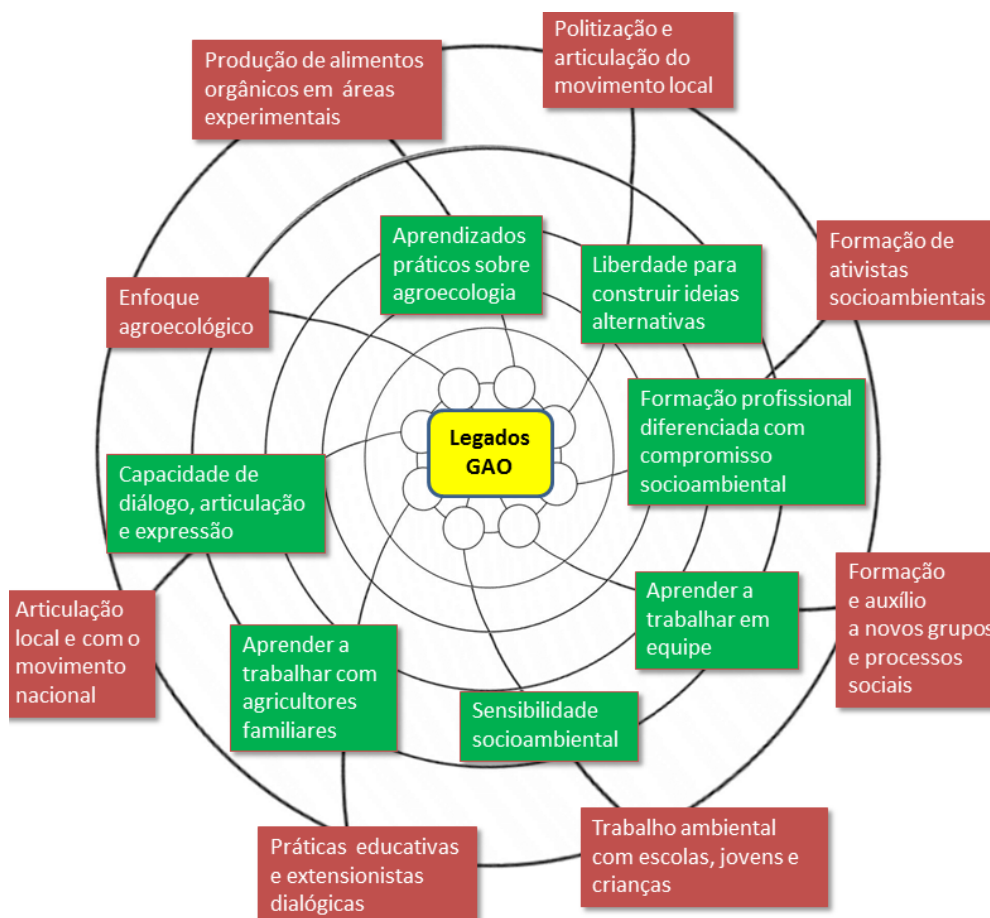 Produção de alimentos
orgânicos em áreas
experimentais
Politização e
articulação do
movimento local
Aprendizados
práticos sobre
agroecologia
Liberdade para
construir ideias
alternativas
Formação de
ativistas
socioambientais
Enfoque
agroecológico
Formação profissional
diferenciada com
compromisso
socioambiental
Legados
GAO
Capacidade de
diálogo, articulação
e expressão
Articulação
local e com o
movimento
nacional
Aprender a
trabalhar com
agricultores
familiares
Sensibilidade
socioambiental
Aprender a
trabalhar em
equipe
Formação
e auxílio
a novos grupos
e processos
sociais
Práticas educativas
e extensionistas
dialógicas
Trabalho ambiental
com escolas, jovens e
crianças